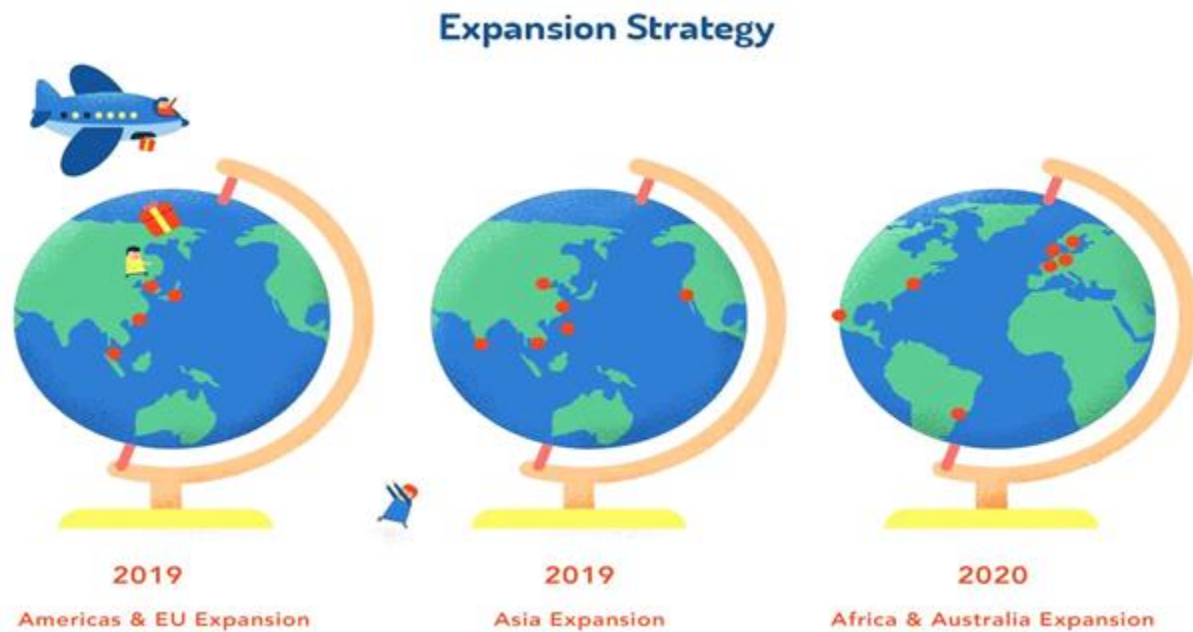 Expansion Strategy
2019
Americas & EU Expansion
2019
Asia Expansion
2020
Africa & Australia Expansion